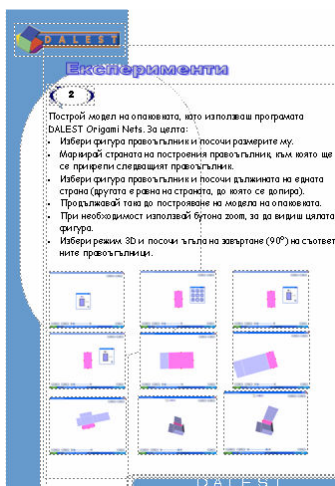 DALEST
Експерименти
2
Построй модел на опаковката, като използваш програмата
DALEST Origami Nets. За целта:
• Избери фигура правоъгълник и посочи размерите му.
• Маркирай страната на построения правоъгълник, към която ще
се прикрепи следващият правоъгълник.
• Избери фигура правоъгълник и посочи дължината на едната
страна (другата е равна на страната, до която се допира).
• Продължавай така до построяване на модела на опаковката.
• При необходимост използвай бутона zoom, за да видиш цялата
фигура.
• Избери режим 3D и посочи ъгъла на завъртане (90°) на съответ
ните правоъгълници.
DALEST